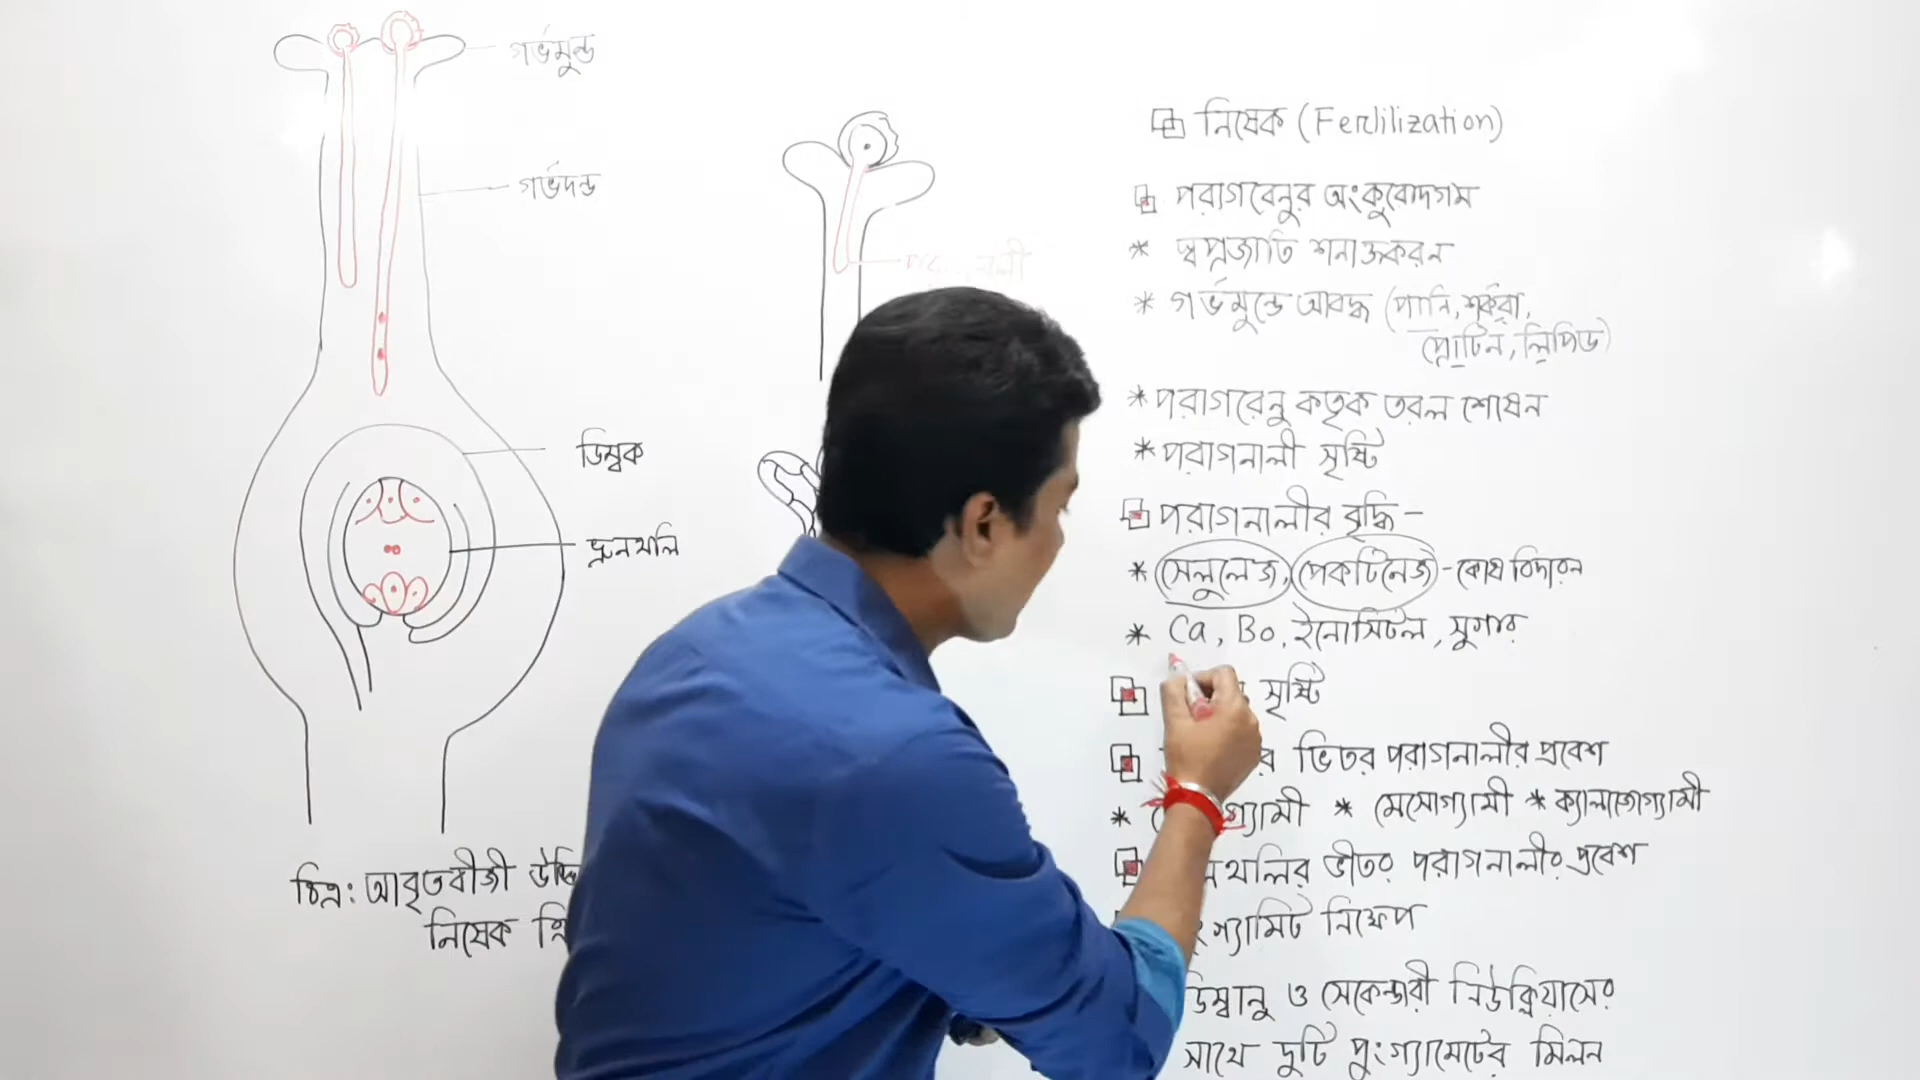 গর্ভমুন্ড
গর্ভদন্ড
ডিম্বক
ভ্রুনথলি
চিত্র: আবৃতবীজী
নিষেক
নিষেক (Fertilization)
পরাগরেনুর অংকুরোদগম
* স্বপ্রজাতি শনাক্তকরন
* গর্ভমুন্ডে আবদ্ধ (পানি, শর্করা,
প্রোটিন, লিপিড)
* পরাগরেনু কতৃক তরল শোষন
* পরাগনালী সৃষ্টি
পরাগনালীর বৃদ্ধি -
* সেলুলেজ, পেকটিনেজ - কোষ বিদারন
* Ca, Bo, ইনোসিটল, সুগার
সৃষ্টি
ভিতর পরাগনালীর প্রবেশ
* গ্যামী * মেসোগ্যামী * ক্যালাজোগ্যামী
থলির ভীতর পরাগনালীর প্রবেশ
গ্যামিট নিক্ষেপ
ডিম্বানু ও সেকেন্ডারী নিউক্লিয়াসের
সাথে দুটি পুংগ্যামেটের মিলন